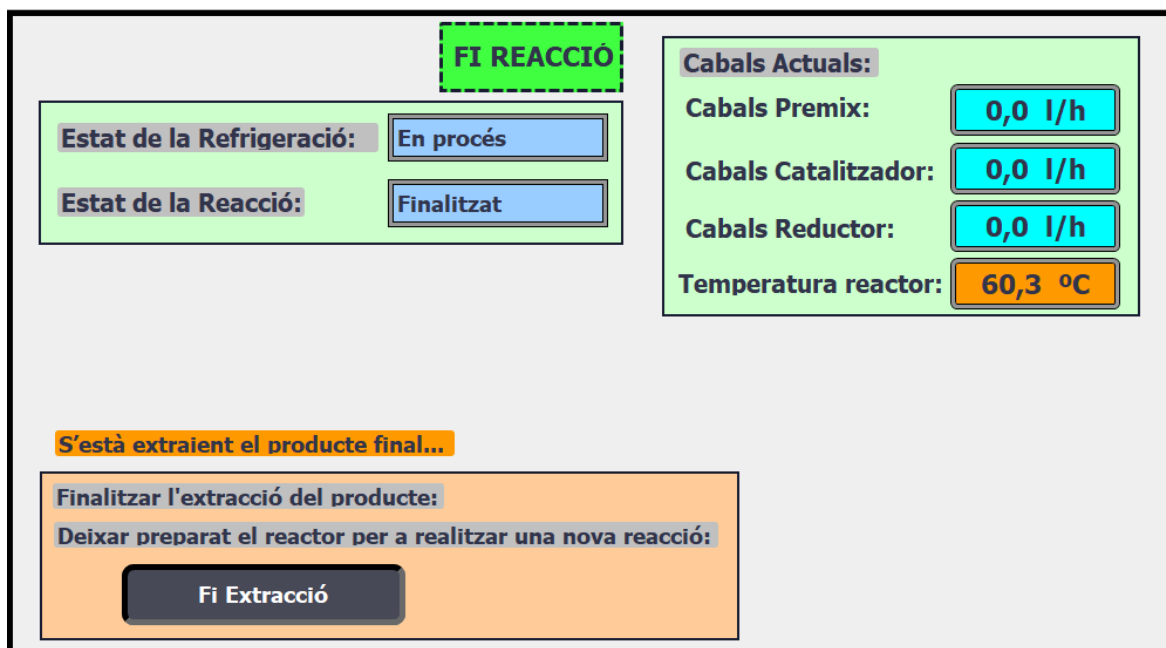 FI REACCIÓ
Estat de la Refrigeració: En procés
Estat de la Reacció: Finalitzat
Cabals Actuals:
Cabals Premix: 0,0 l/h
Cabals Catalitzador: 0,0 l/h
Cabals Reductor: 0,0 l/h
Temperatura reactor: 60,3 ºC
S’està extraient el producte final...
Finalitzar l'extracció del producte:
Deixar preparat el reactor per a realitzar una nova reacció:
Fi Extracció